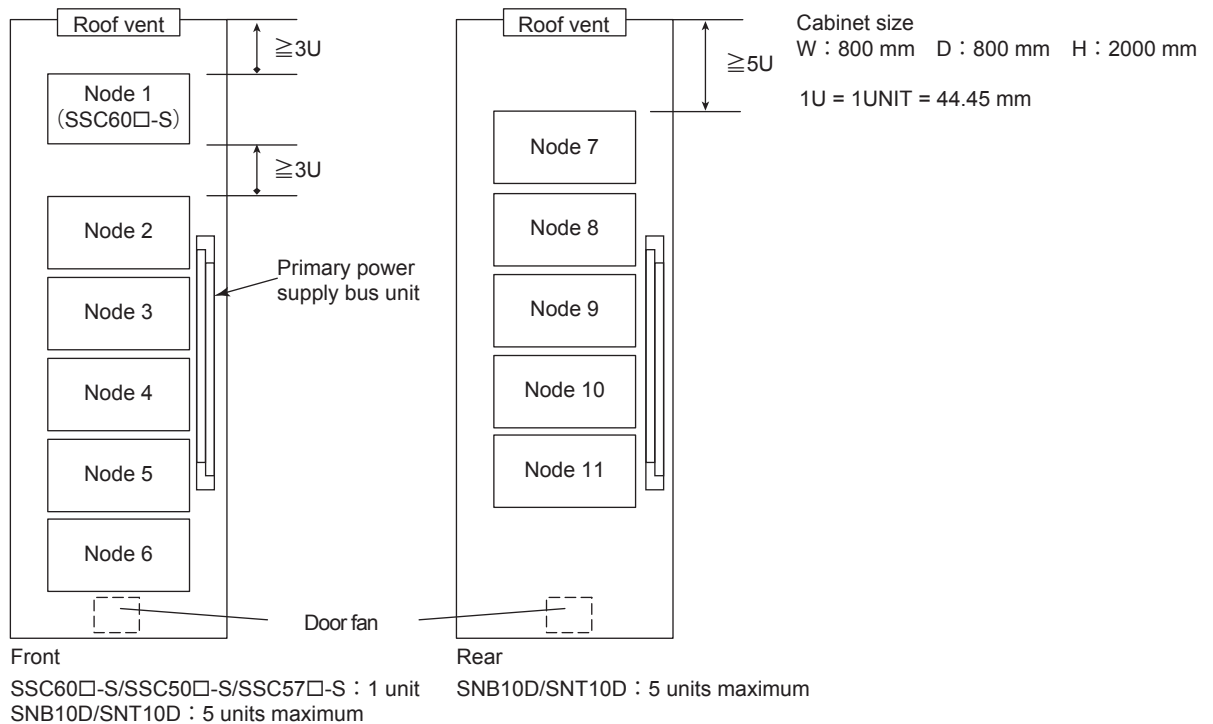 Roof vent
≧3U
Node 1
(SSC60□-S)
≧3U
Node 2
Node 3
Node 4
Node 5
Node 6
Primary power
supply bus unit
Door fan
Front
SSC60□-S/SSC50□-S/SSC57□-S：1 unit
SNB10D/SNT10D：5 units maximum
Roof vent
≧5U
Node 7
Node 8
Node 9
Node 10
Node 11
Rear
SNB10D/SNT10D：5 units maximum
Cabinet size
W：800 mm D：800 mm H：2000 mm
1U = 1UNIT = 44.45 mm